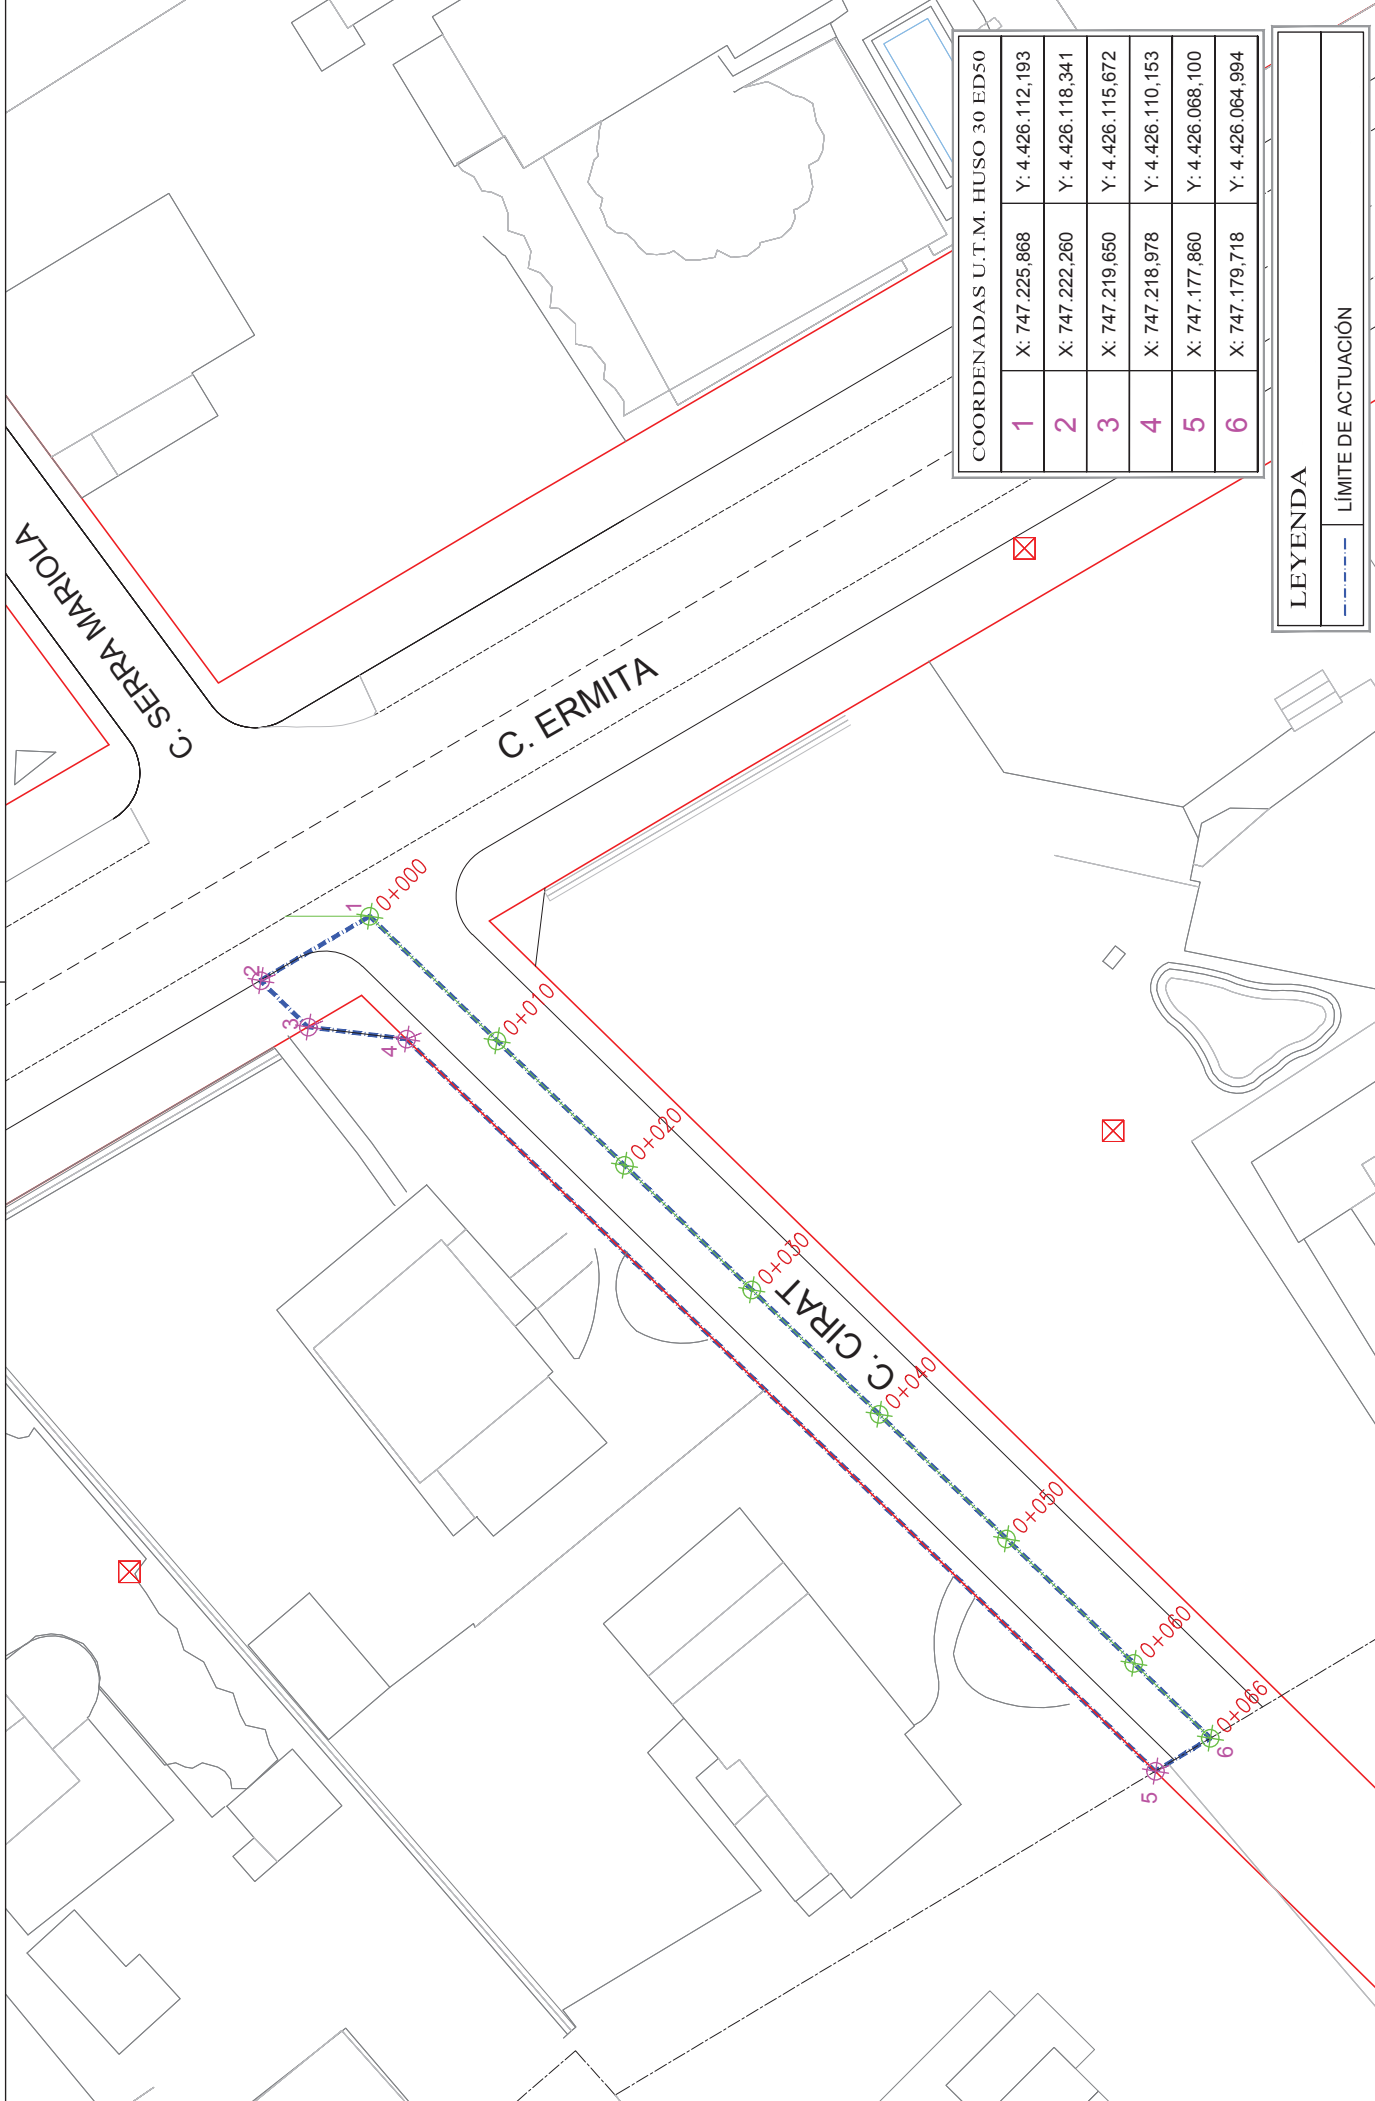 C. SERRA MARIOLA
C. ERMITA
C. CIRAT
1
2
3
4
5
6
0+000
0+010
0+020
0+030
0+040
0+050
0+060
0+066
COORDENADAS U.T.M. HUSO 30 ED50
1 X: 747.225,868 Y: 4.426.112,193
2 X: 747.222,260 Y: 4.426.118,341
3 X: 747.219,650 Y: 4.426.115,672
4 X: 747.218,978 Y: 4.426.110,153
5 X: 747.177,860 Y: 4.426.068,100
6 X: 747.179,718 Y: 4.426.064,994
LEYENDA
LÍMITE DE ACTUACIÓN